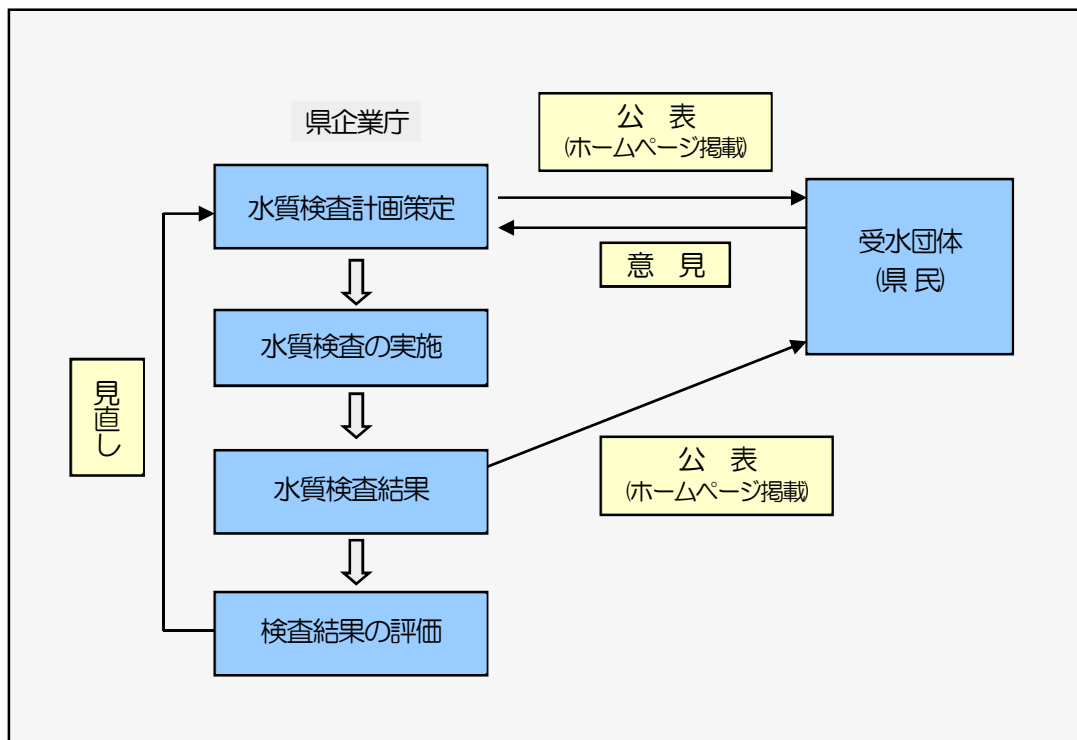 県企業庁
公　表
(ホームページ掲載)
水質検査計画策定
意　見
受水団体
(県 民)
水質検査の実施
見直し
水質検査結果
公　表
(ホームページ掲載)
検査結果の評価